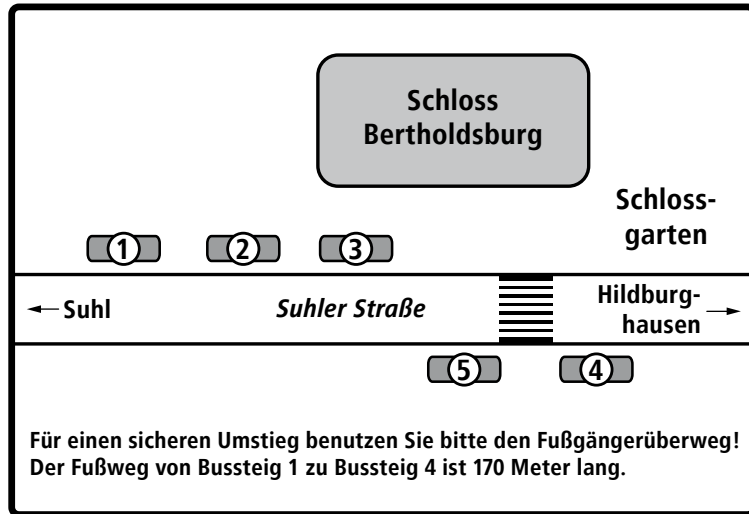 Schloss
Bertholdsburg
Schloss-
garten
1 2 3
← Suhl
Suhler Straße
Hildburg-
hausen →
5 4
Für einen sicheren Umstieg benutzen Sie bitte den Fußgängerüberweg!
Der Fußweg von Bussteig 1 zu Bussteig 4 ist 170 Meter lang.